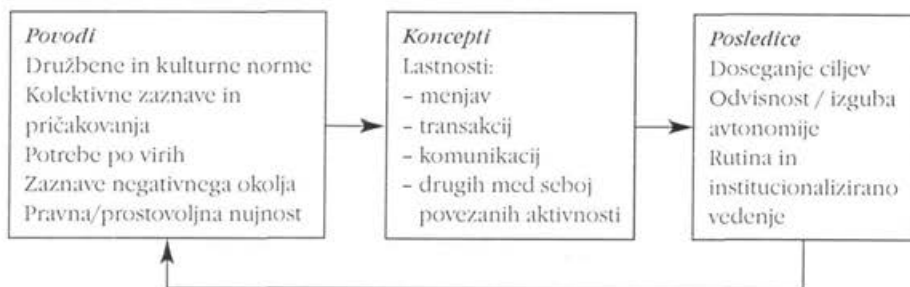 Povodi
Družbene in kulturne norme
Kolektivne zaznave in
pričakovanja
Potrebe po virih
Zaznave negativnega okolja
Pravna/prostovoljna nujnost
Koncepti
Lastnosti:
– menjav
– transakcij
– komunikacij
– drugih med seboj
povezanih aktivnosti
Posledice
Doseganje ciljev
Odvisnost / izguba
avtonomije
Rutina in
institucionalizirano
vedenje